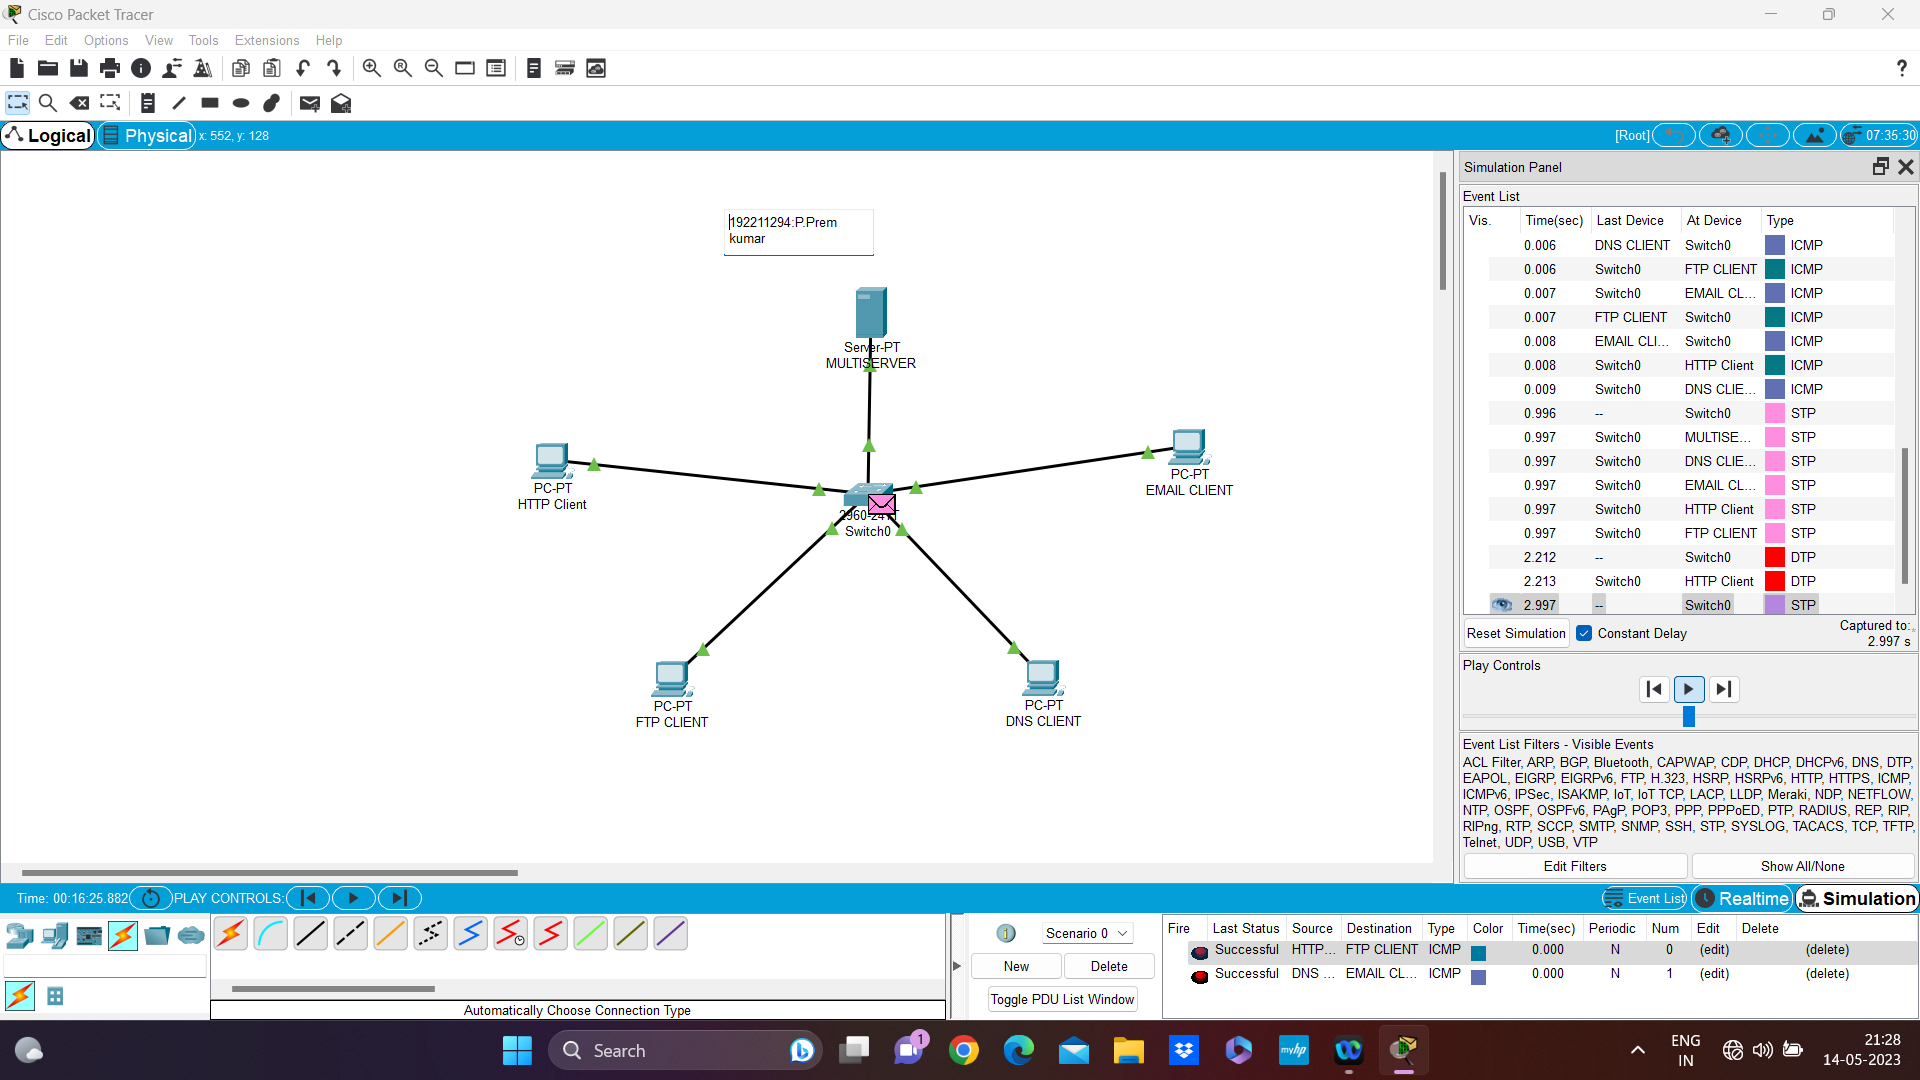 Cisco Packet Tracer
File Edit Options View Tools Extensions Help
Logical Physical x: 552, y: 128
[Root] 07:35:30
192211294:P.Prem
kumar
Server-PT
MULTISERVER
PC-PT
HTTP Client
PC-PT
EMAIL CLIENT
Switch0
PC-PT
FTP CLIENT
PC-PT
DNS CLIENT
Simulation Panel
Event List
Vis. Time(sec) Last Device At Device Type
0.006 DNS CLIENT Switch0 ICMP
0.006 Switch0 FTP CLIENT ICMP
0.007 Switch0 EMAIL CL... ICMP
0.007 FTP CLIENT Switch0 ICMP
0.008 EMAIL CLI... Switch0 ICMP
0.008 Switch0 HTTP Client ICMP
0.009 Switch0 DNS CLIE... ICMP
0.996 -- Switch0 STP
0.997 Switch0 MULTISE... STP
0.997 Switch0 DNS CLIE... STP
0.997 Switch0 EMAIL CL... STP
0.997 Switch0 HTTP Client STP
0.997 Switch0 FTP CLIENT STP
2.212 -- Switch0 DTP
2.213 Switch0 HTTP Client DTP
2.997 -- Switch0 STP
Reset Simulation Constant Delay Captured to:
2.997 s
Play Controls
Event List Filters - Visible Events
ACL Filter, ARP, BGP, Bluetooth, CAPWAP, CDP, DHCP, DHCPv6, DNS, DTP,
EAPOL, EIGRP, EIGRPv6, FTP, H.323, HSRP, HSRPv6, HTTP, HTTPS, ICMP,
ICMPv6, IPSec, ISAKMP, IoT, IoT TCP, LACP, LLDP, Meraki, NDP, NETFLOW,
NTP, OSPF, OSPFv6, PAgP, POP3, PPP, PPPoED, PTP, RADIUS, REP, RIP,
RIPng, RTP, SCCP, SMTP, SNMP, SSH, STP, SYSLOG, TACACS, TCP, TFTP,
Telnet, UDP, USB, VTP
Edit Filters Show All/None
Time: 00:16:25.882 PLAY CONTROLS: Event List Realtime Simulation
Automatically Choose Connection Type
Scenario 0
New Delete
Toggle PDU List Window
Fire Last Status Source Destination Type Color Time(sec) Periodic Num Edit Delete
Successful HTTP... FTP CLIENT ICMP 0.000 N 0 (edit) (delete)
Successful DNS ... EMAIL CL... ICMP 0.000 N 1 (edit) (delete)
Search
1
myhp
ENG
IN
21:28
14-05-2023